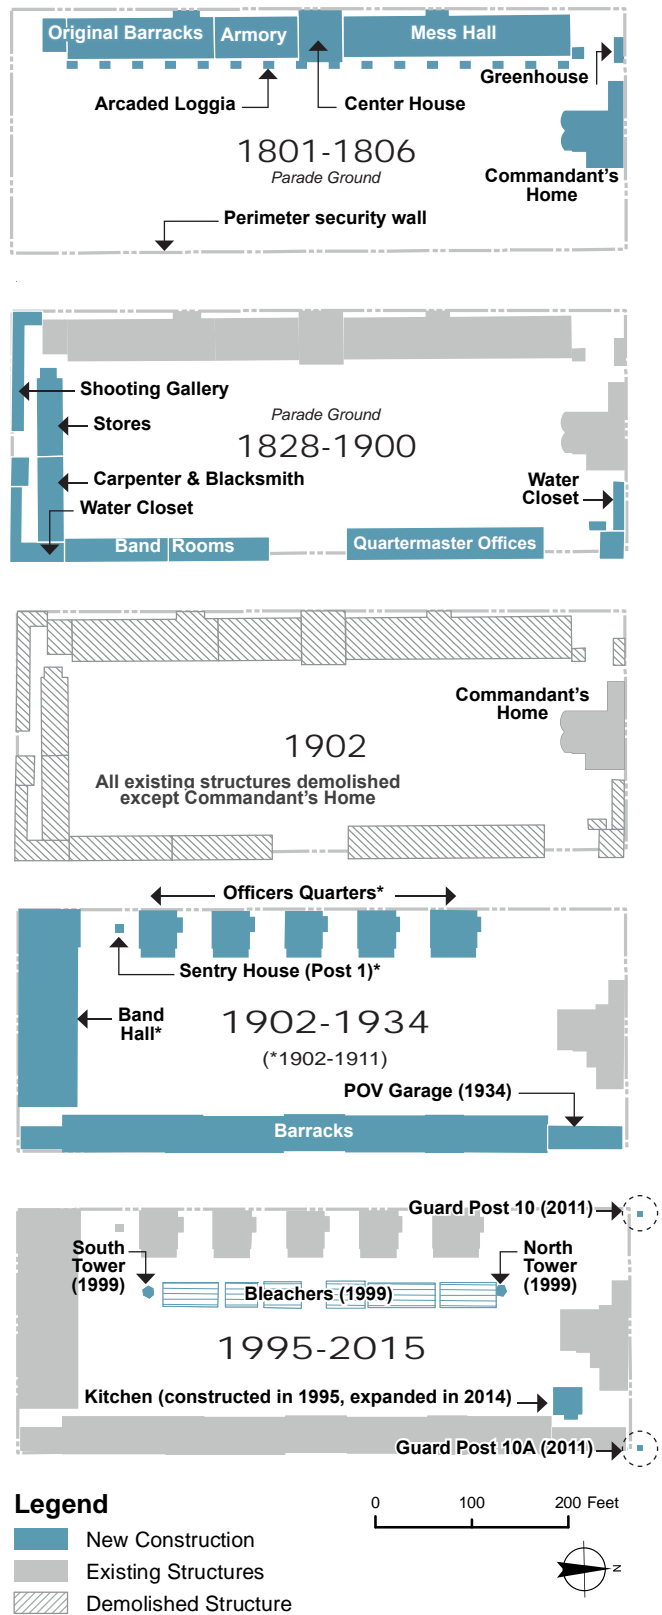 Original Barracks
Armory
Mess Hall
Greenhouse
Arcaded Loggia
Center House
1801-1806
Parade Ground
Commandant's
Home
Perimeter security wall
Shooting Gallery
Parade Ground
Stores
1828-1900
Carpenter & Blacksmith
Water
Closet
Water Closet
Band Rooms
Quartermaster Offices
Commandant's
Home
1902
All existing structures demolished
except Commandant's Home
Officers Quarters*
Sentry House (Post 1)*
Band
Hall*
1902-1934
(*1902-1911)
POV Garage (1934)
Barracks
Guard Post 10 (2011)
South
Tower
(1999)
North
Tower
(1999)
Bleachers (1999)
1995-2015
Kitchen (constructed in 1995, expanded in 2014)
Guard Post 10A (2011)
Legend
0 100 200 Feet
New Construction
Existing Structures
N
Demolished Structure